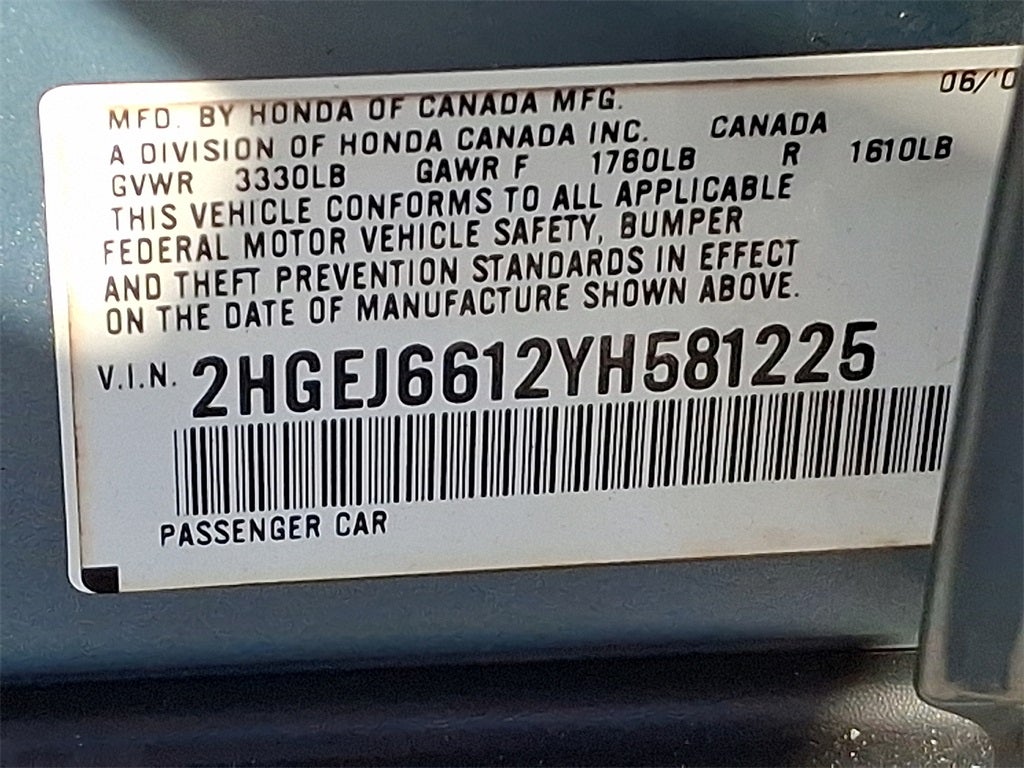 06/'0
MFD. BY HONDA OF CANADA MFG.
A DIVISION OF HONDA CANADA INC. CANADA
GVWR 3330LB GAWR F 1760LB R 1610LB
THIS VEHICLE CONFORMS TO ALL APPLICABLE
FEDERAL MOTOR VEHICLE SAFETY, BUMPER
AND THEFT PREVENTION STANDARDS IN EFFECT
ON THE DATE OF MANUFACTURE SHOWN ABOVE.
V.I.N. 2HGEJ6612YH581225
PASSENGER CAR